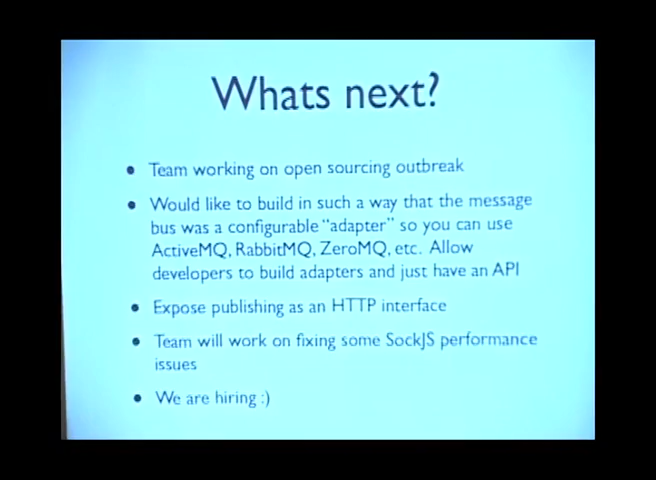 Whats next?
Team working on open sourcing outbreak
Would like to build in such a way that the message
bus was a configurable “adapter” so you can use
ActiveMQ, RabbitMQ, ZeroMQ, etc. Allow
developers to build adapters and just have an API
Expose publishing as an HTTP interface
Team will work on fixing some SockJS performance
issues
We are hiring :)